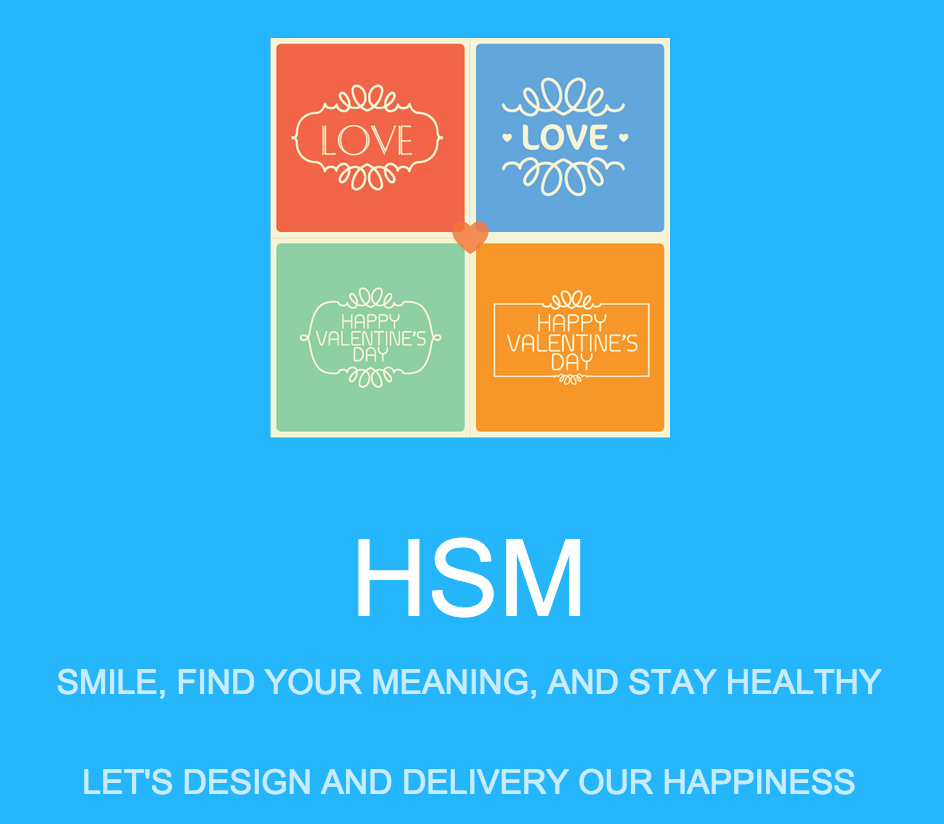 LOVE
LOVE
HAPPY
VALENTINE'S
DAY
HAPPY
VALENTINE'S
DAY
HSM
SMILE, FIND YOUR MEANING, AND STAY HEALTHY
LET'S DESIGN AND DELIVERY OUR HAPPINESS